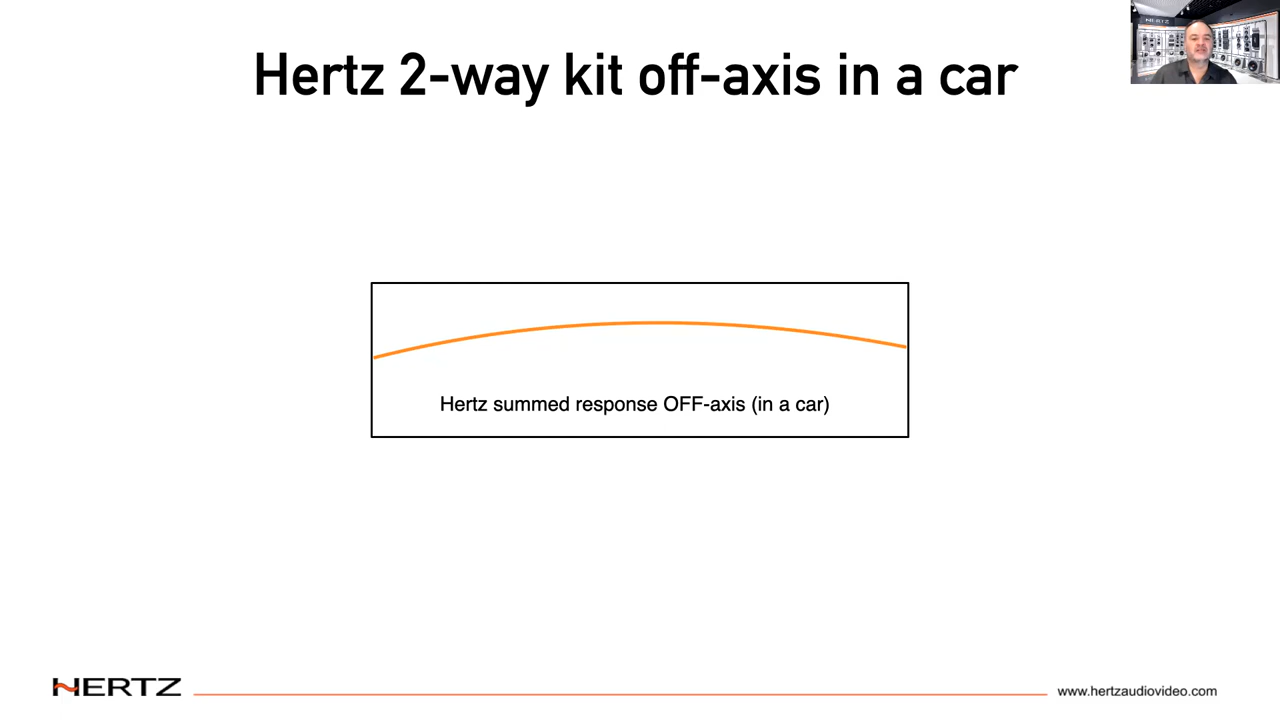 Hertz 2-way kit off-axis in a car
HERTZ
Hertz summed response OFF-axis (in a car)
HERTZ
www.hertzaudiovideo.com